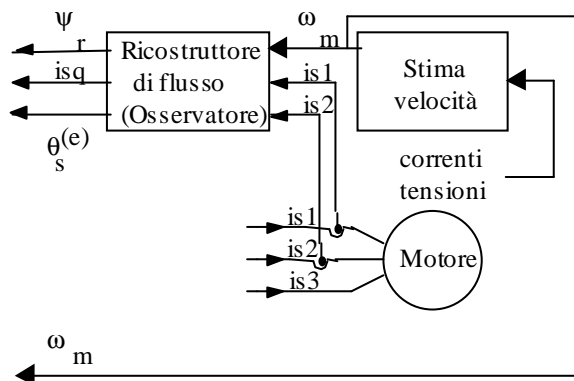 ψ r
isq
θ s (e)
Ricostruttore
di flusso
(Osservatore)
ω m
is1
is2
Stima
velocità
correnti
tensioni
is1
is2
is3
Motore
ω m